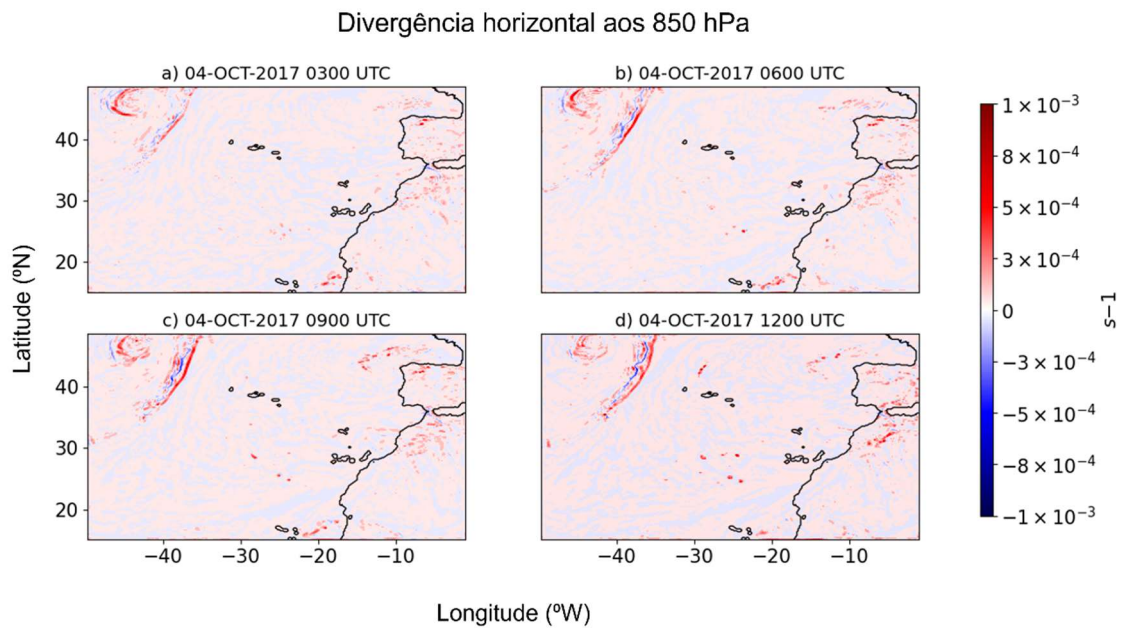 Divergência horizontal aos 850 hPa
a) 04-OCT-2017 0300 UTC
b) 04-OCT-2017 0600 UTC
40
30
20
c) 04-OCT-2017 0900 UTC
d) 04-OCT-2017 1200 UTC
40
30
20
−40 −30 −20 −10
−40 −30 −20 −10
Latitude (ºN)
Longitude (ºW)
1 × 10⁻³
8 × 10⁻⁴
5 × 10⁻⁴
3 × 10⁻⁴
0
−3 × 10⁻⁴
−5 × 10⁻⁴
−8 × 10⁻⁴
−1 × 10⁻³
s−1